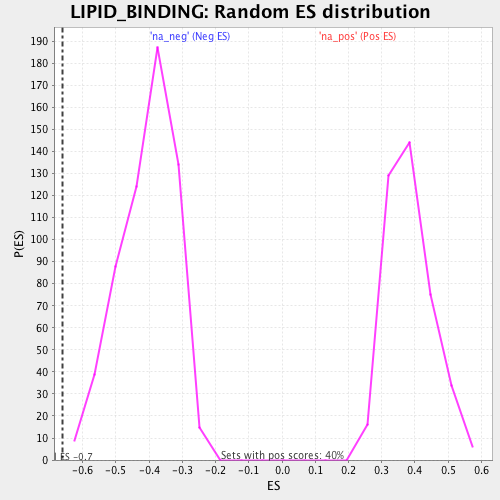 LIPID_BINDING: Random ES distribution
'na_neg' (Neg ES) 'na_pos' (Pos ES)
190
180
170
160
150
140
130
120
110
100
90
80
70
60
50
40
30
20
10
0
P(ES)
ES -0.7
Sets with pos scores: 40%
-0.6 -0.5 -0.4 -0.3 -0.2 -0.1 0.0 0.1 0.2 0.3 0.4 0.5 0.6
ES